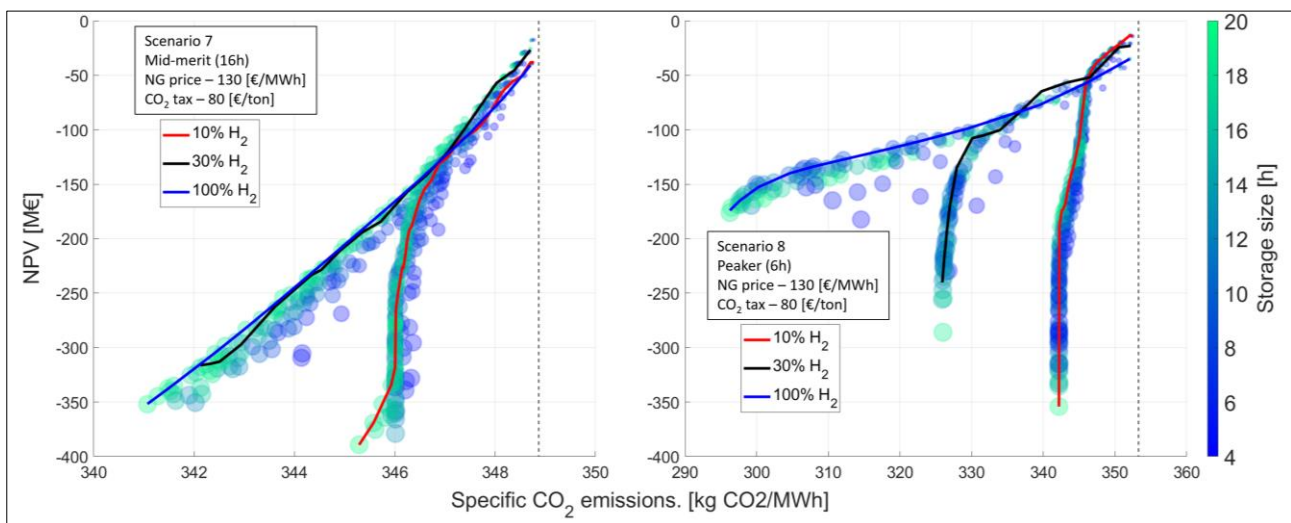 Scenario 7
Mid-merit (16h)
NG price – 130 [€/MWh]
CO₂ tax – 80 [€/ton]
10% H₂
30% H₂
100% H₂
NPV [M€]
0
-50
-100
-150
-200
-250
-300
-350
-400
340
342
344
346
348
350
Scenario 8
Peaker (6h)
NG price – 130 [€/MWh]
CO₂ tax – 80 [€/ton]
10% H₂
30% H₂
100% H₂
0
-50
-100
-150
-200
-250
-300
-350
-400
290
300
310
320
330
340
350
360
Specific CO₂ emissions. [kg CO2/MWh]
20
18
16
14
12
10
8
6
4
Storage size [h]